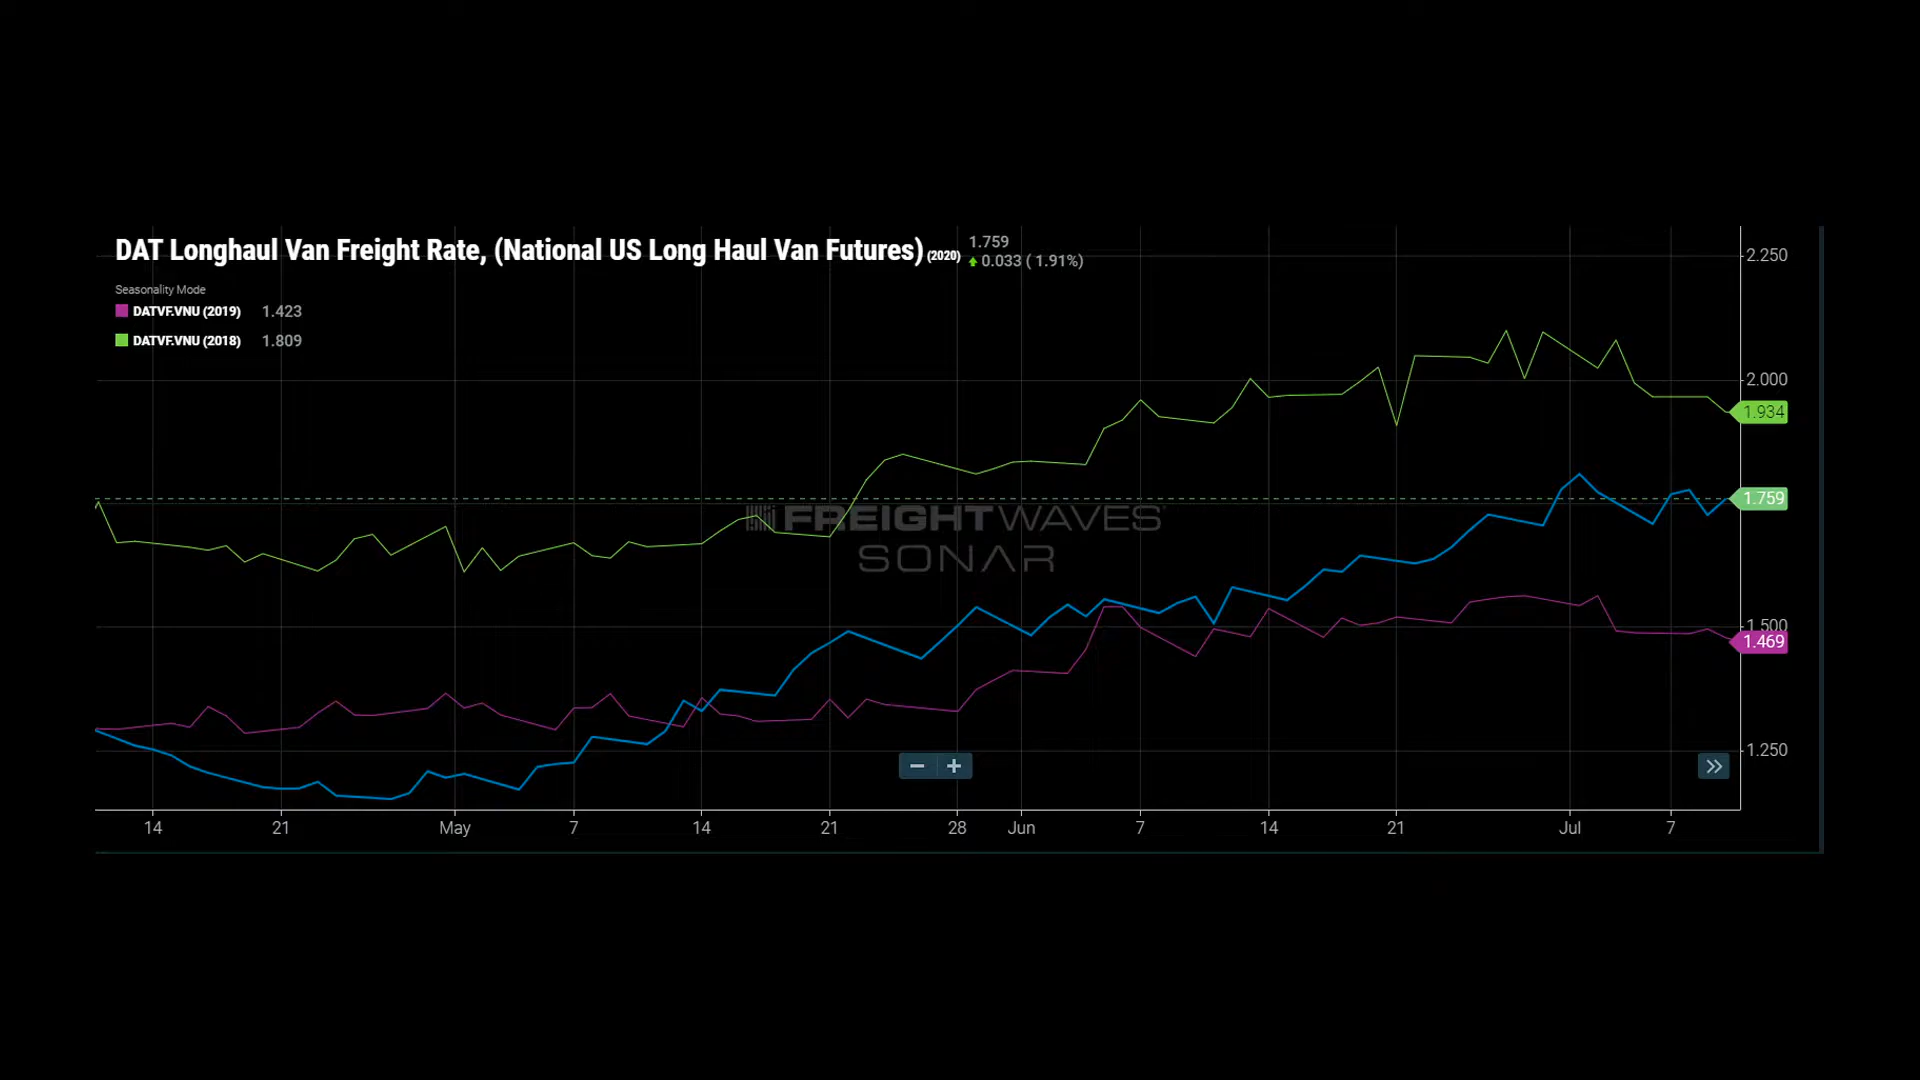 DAT Longhaul Van Freight Rate, (National US Long Haul Van Futures) (2020) 1.759
0.033 ( 1.91%)
Seasonality Mode
DATVF.VNU (2019) 1.423
DATVF.VNU (2018) 1.809
2.250
2.000
1.934
1.759
1.500
1.469
1.250
FREIGHTWAVES
SONAR
14 21 May 7 14 21 28 Jun 7 14 21 Jul 7